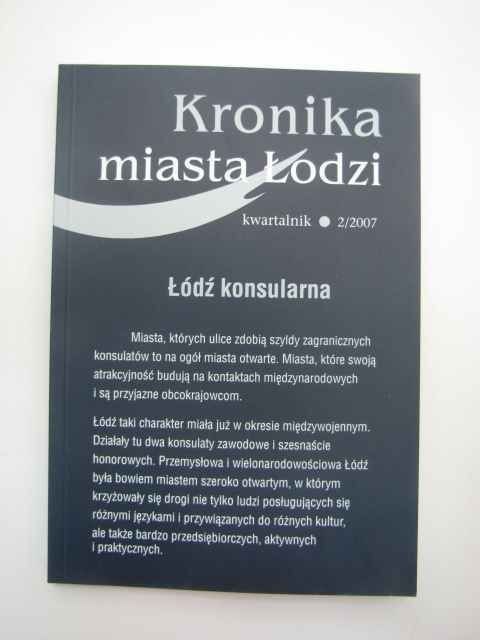 Kronika
miasta Łodzi
kwartalnik ● 2/2007
Łódź konsularna
Miasta, których ulice zdobią szyldy zagranicznych
konsulatów to na ogół miasta otwarte. Miasta, które swoją
atrakcyjność budują na kontaktach międzynarodowych
i są przyjazne obcokrajowcom.
Łódź taki charakter miała już w okresie międzywojennym.
Działały tu dwa konsulaty zawodowe i szesnaście
honorowych. Przemysłowa i wielonarodowościowa Łódź
była bowiem miastem szeroko otwartym, w którym
krzyżowały się drogi nie tylko ludzi posługujących się
różnymi językami i przywiązanych do różnych kultur,
ale także bardzo przedsiębiorczych, aktywnych
i praktycznych.